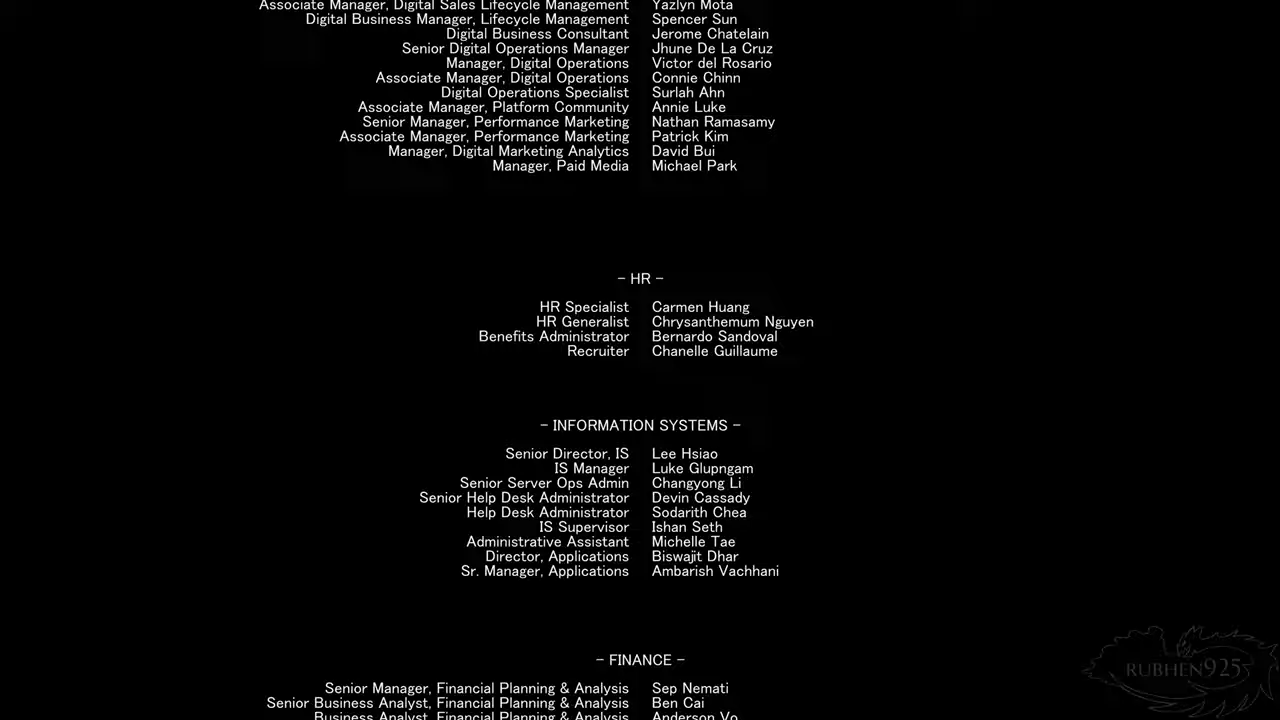 Associate Manager, Digital Sales Lifecycle Management Yazlyn Mota
Digital Business Manager, Lifecycle Management Spencer Sun
Digital Business Consultant Jerome Chatelain
Senior Digital Operations Manager Jhune De La Cruz
Manager, Digital Operations Victor del Rosario
Associate Manager, Digital Operations Connie Chinn
Digital Operations Specialist Surlah Ahn
Associate Manager, Platform Community Annie Luke
Senior Manager, Performance Marketing Nathan Ramasamy
Associate Manager, Performance Marketing Patrick Kim
Manager, Digital Marketing Analytics David Bui
Manager, Paid Media Michael Park
– HR –
HR Specialist Carmen Huang
HR Generalist Chrysanthemum Nguyen
Benefits Administrator Bernardo Sandoval
Recruiter Chanelle Guillaume
– INFORMATION SYSTEMS –
Senior Director, IS Lee Hsiao
IS Manager Luke Glupngam
Senior Server Ops Admin Changyong Li
Senior Help Desk Administrator Devin Cassady
Help Desk Administrator Sodarith Chea
IS Supervisor Ishan Seth
Administrative Assistant Michelle Tae
Director, Applications Biswajit Dhar
Sr. Manager, Applications Ambarish Vachhani
– FINANCE –
Senior Manager, Financial Planning & Analysis Sep Nemati
Senior Business Analyst, Financial Planning & Analysis Ben Cai
Business Analyst, Financial Planning & Analysis Anderson Vo
RUBHEN925